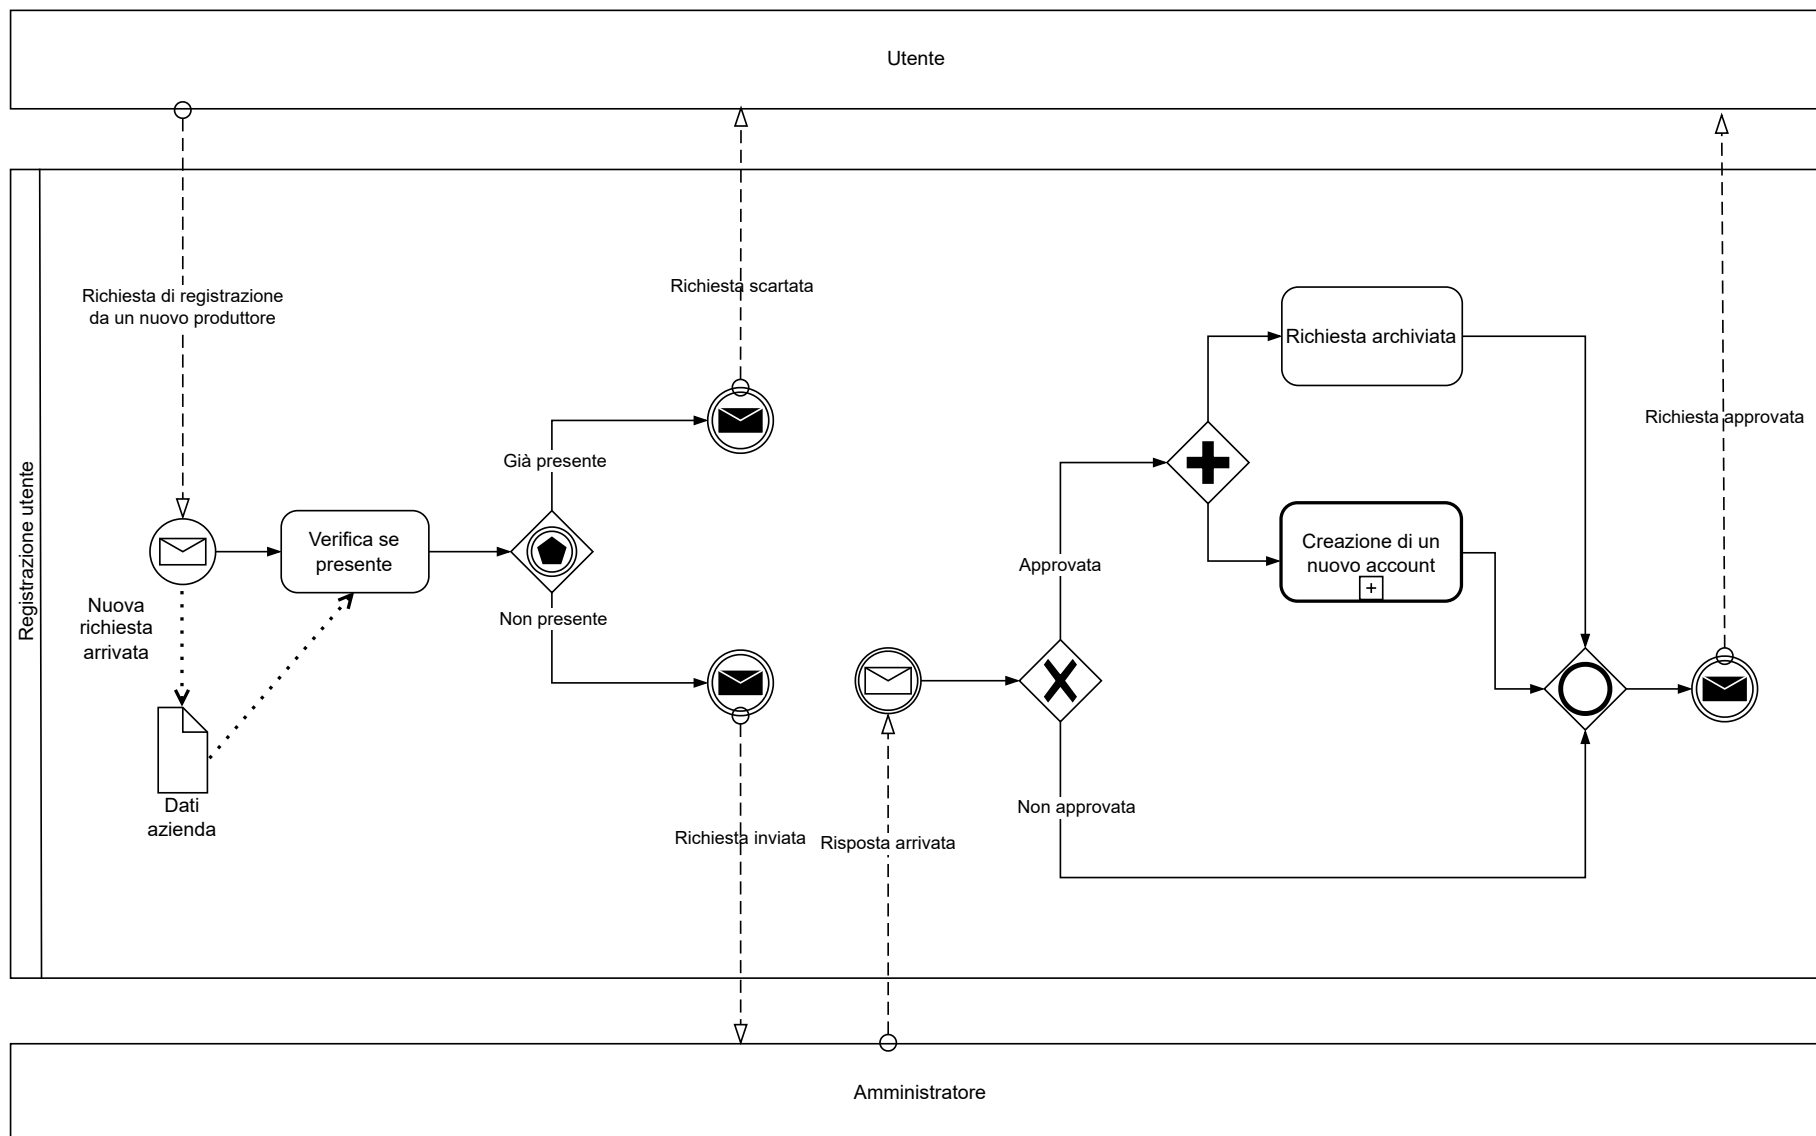 Utente
Registrazione utente
Richiesta di registrazione
da un nuovo produttore
Richiesta scartata
Richiesta archiviata
Richiesta approvata
Già presente
Verifica se
presente
Creazione di un
nuovo account
Approvata
Nuova
richiesta
arrivata
Non presente
Dati
azienda
Non approvata
Richiesta inviata
Risposta arrivata
Amministratore